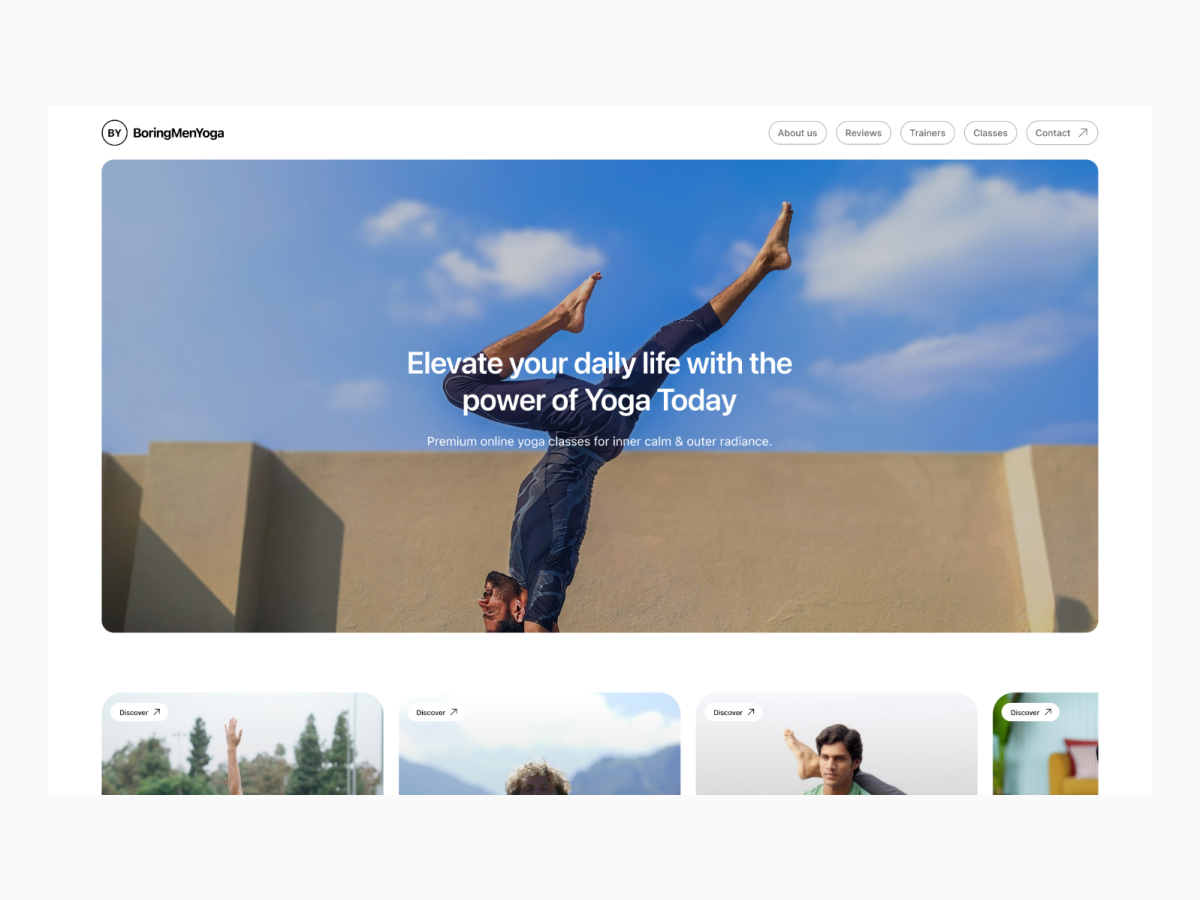 BY BoringMenYoga
About us Reviews Trainers Classes Contact
Elevate your daily life with the
power of Yoga Today
Premium online yoga classes for inner calm & outer radiance.
Discover Discover Discover Discover